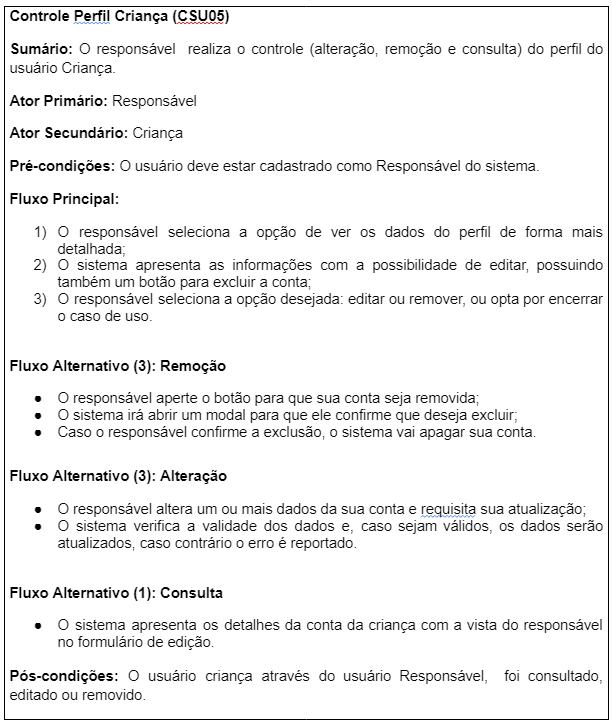 Controle Perfil Criança (CSU05)
Sumário: O responsável realiza o controle (alteração, remoção e consulta) do perfil do
usuário Criança.
Ator Primário: Responsável
Ator Secundário: Criança
Pré-condições: O usuário deve estar cadastrado como Responsável do sistema.
Fluxo Principal:
1) O responsável seleciona a opção de ver os dados do perfil de forma mais
detalhada;
2) O sistema apresenta as informações com a possibilidade de editar, possuindo
também um botão para excluir a conta;
3) O responsável seleciona a opção desejada: editar ou remover, ou opta por encerrar
o caso de uso.
Fluxo Alternativo (3): Remoção
● O responsável aperte o botão para que sua conta seja removida;
● O sistema irá abrir um modal para que ele confirme que deseja excluir;
● Caso o responsável confirme a exclusão, o sistema vai apagar sua conta.
Fluxo Alternativo (3): Alteração
● O responsável altera um ou mais dados da sua conta e requisita sua atualização;
● O sistema verifica a validade dos dados e, caso sejam válidos, os dados serão
atualizados, caso contrário o erro é reportado.
Fluxo Alternativo (1): Consulta
● O sistema apresenta os detalhes da conta da criança com a vista do responsável
no formulário de edição.
Pós-condições: O usuário criança através do usuário Responsável, foi consultado,
editado ou removido.